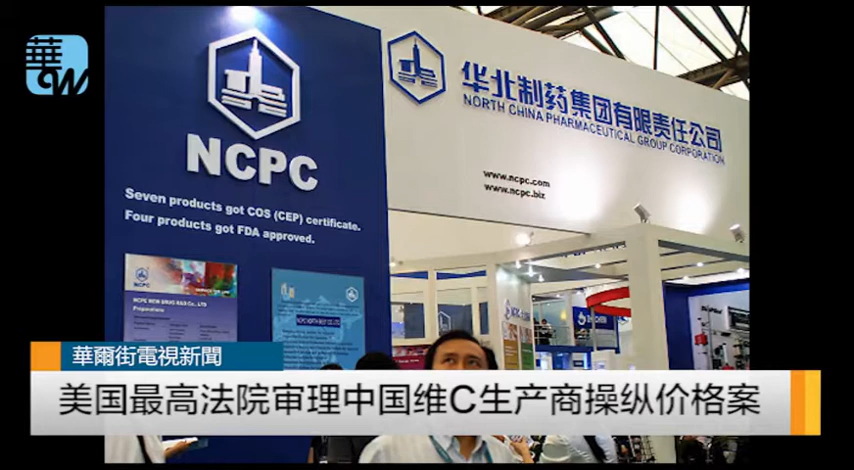 華
W
NCPC
Seven products got COS (CEP) certificate.
Four products got FDA approved.
华北制药集团有限责任公司
NORTH CHINA PHARMACEUTICAL GROUP CORPORATION
www.ncpc.com
www.ncpc.biz
NCPC
華爾街電視新聞
美国最高法院审理中国维C生产商操纵价格案